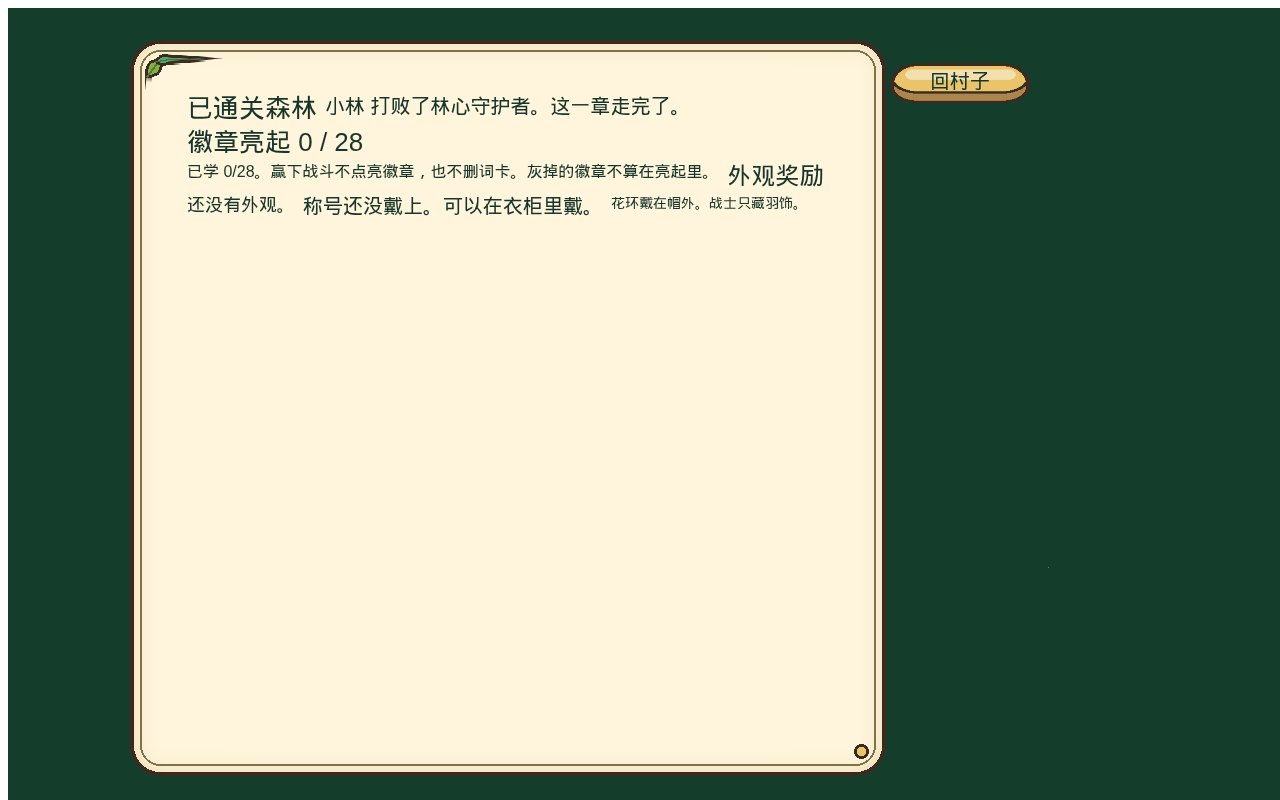 已通关森林 小林 打败了林心守护者。这一章走完了。
回村子
徽章亮起 0 / 28
已学 0/28。赢下战斗不点亮徽章，也不删词卡。灰掉的徽章不算在亮起里。 外观奖励
还没有外观。 称号还没戴上。可以在衣柜里戴。 花环戴在帽外。战士只藏羽饰。